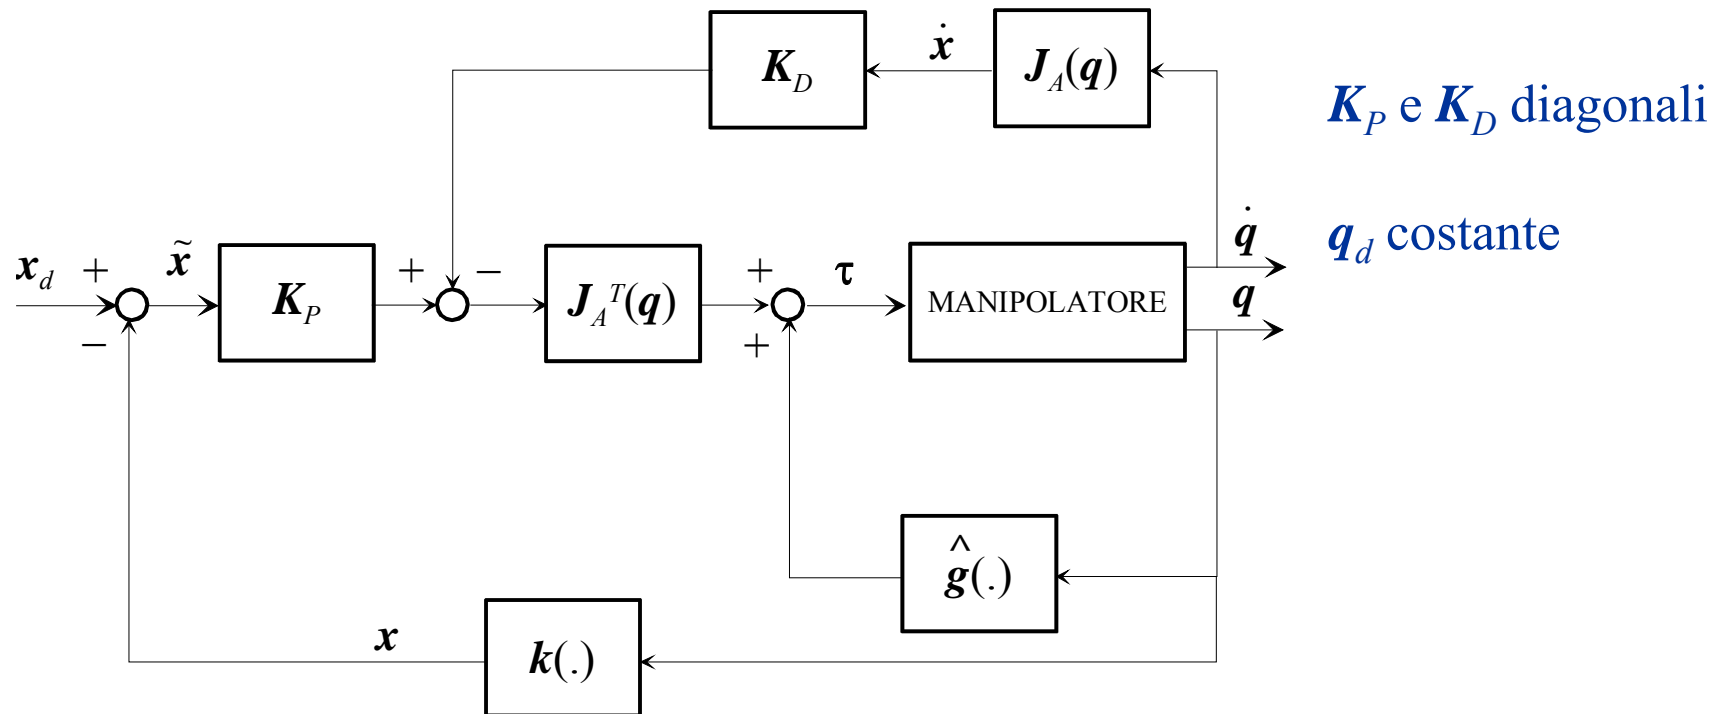 K_D
ẋ
J_A(q)
K_P e K_D diagonali
q̇
q_d costante
x_d
+
x̃
K_P
+
−
J_A^T(q)
+
τ
MANIPOLATORE
q
−
+
ĝ(.)
x
k(.)